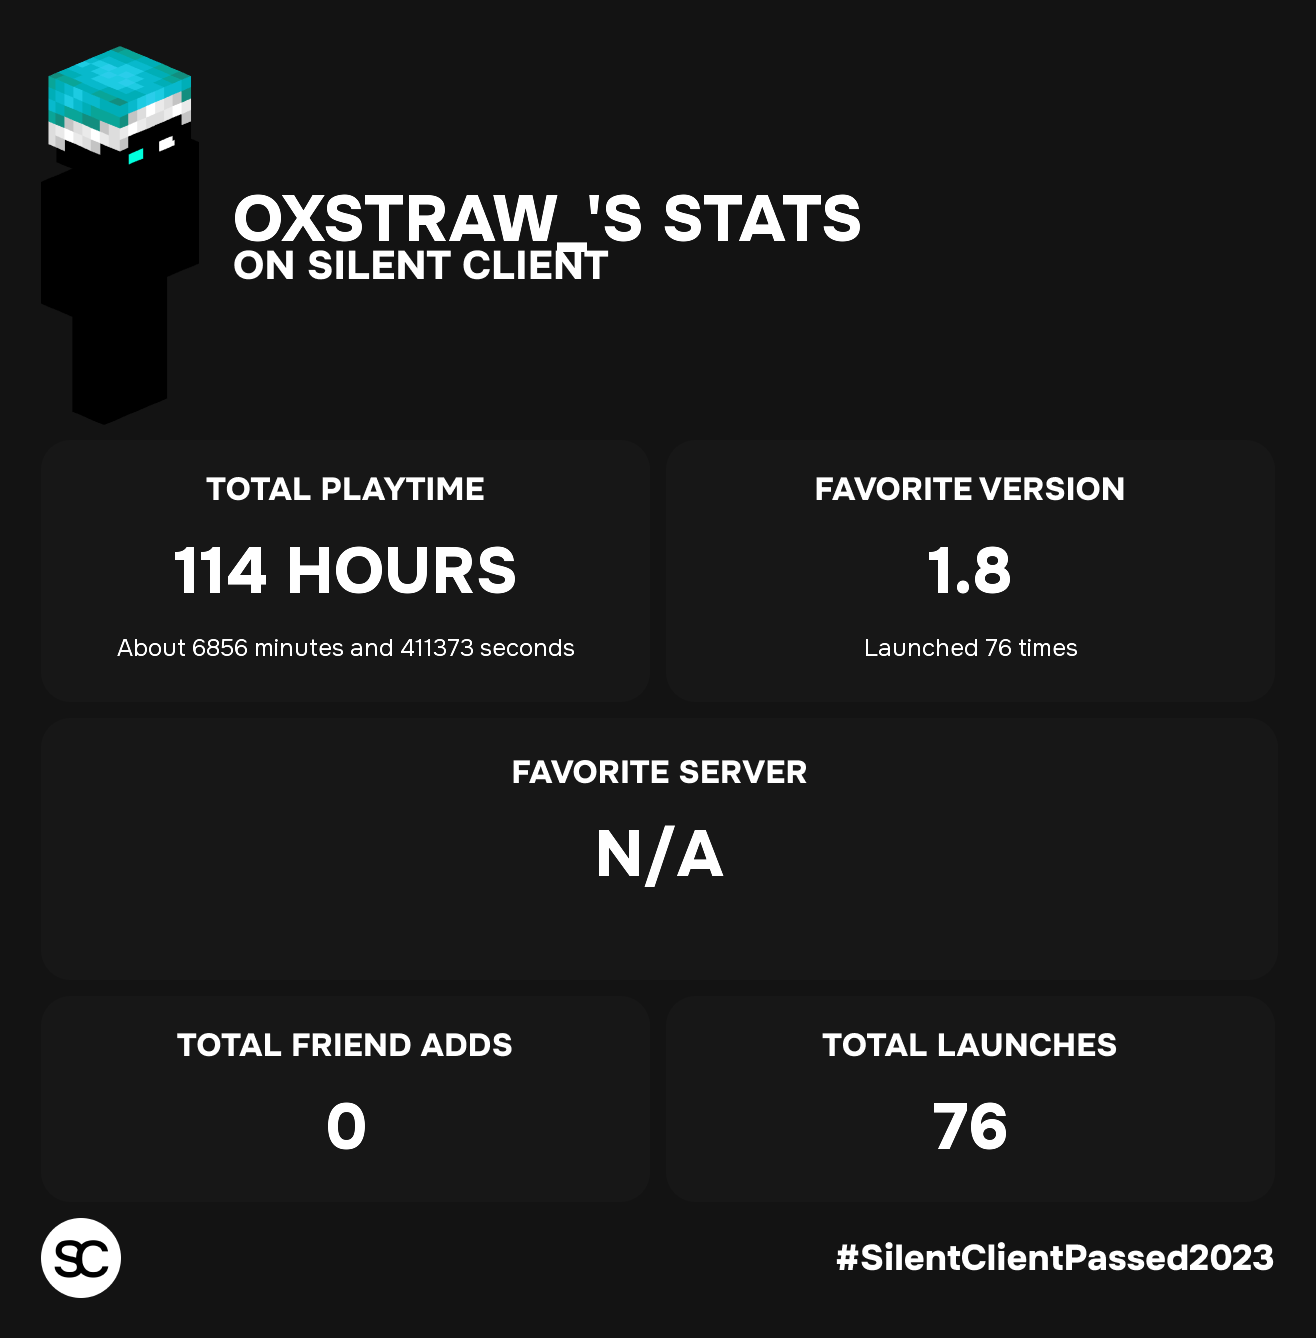 OXSTRAW_'S STATS
ON SILENT CLIENT
TOTAL PLAYTIME
114 HOURS
About 6856 minutes and 411373 seconds
FAVORITE VERSION
1.8
Launched 76 times
FAVORITE SERVER
N/A
TOTAL FRIEND ADDS
0
TOTAL LAUNCHES
76
SC
#SilentClientPassed2023